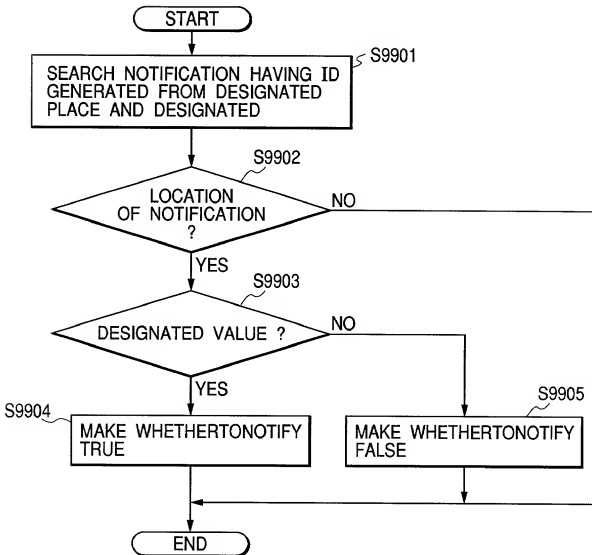 START
S9901
SEARCH NOTIFICATION HAVING ID
GENERATED FROM DESIGNATED
PLACE AND DESIGNATED
S9902
LOCATION
OF NOTIFICATION
?
NO
YES
S9903
DESIGNATED VALUE ?
NO
YES
S9904
MAKE WHETHERTONOTIFY
TRUE
S9905
MAKE WHETHERTONOTIFY
FALSE
END